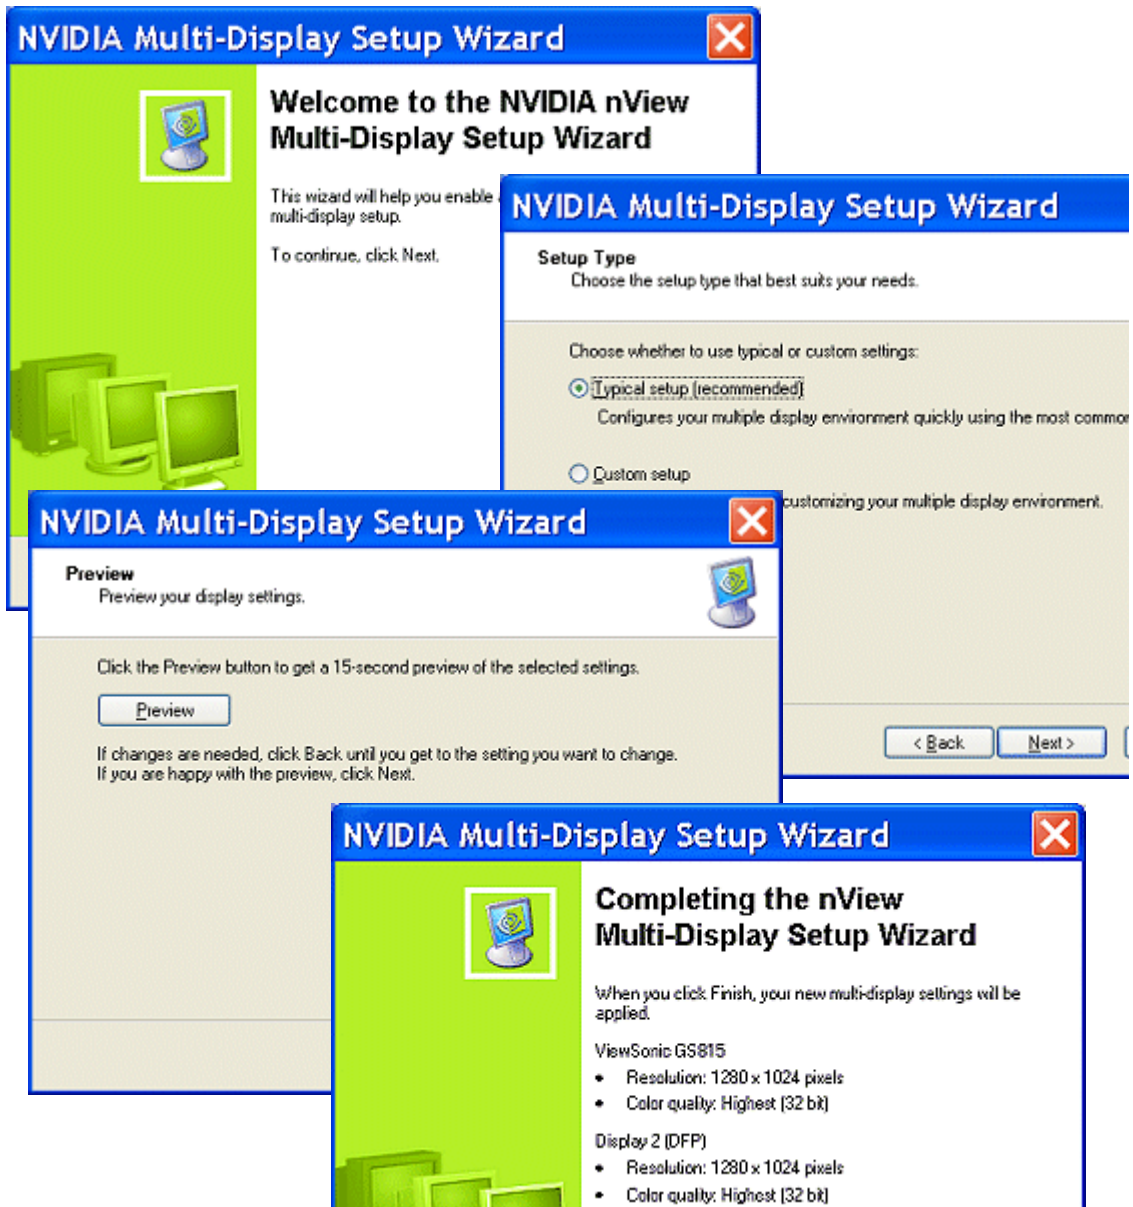 NVIDIA Multi-Display Setup Wizard
Welcome to the NVIDIA nView
Multi-Display Setup Wizard
This wizard will help you enable
multi-display setup.
To continue, click Next.
NVIDIA Multi-Display Setup Wizard
Setup Type
Choose the setup type that best suits your needs.
Choose whether to use typical or custom settings:
Typical setup (recommended)
Configures your multiple display environment quickly using the most common
Custom setup
customizing your multiple display environment.
< Back
Next >
NVIDIA Multi-Display Setup Wizard
Preview
Preview your display settings.
Click the Preview button to get a 15-second preview of the selected settings.
Preview
If changes are needed, click Back until you get to the setting you want to change.
If you are happy with the preview, click Next.
NVIDIA Multi-Display Setup Wizard
Completing the nView
Multi-Display Setup Wizard
When you click Finish, your new multi-display settings will be
applied.
ViewSonic GS815
• Resolution: 1280 x 1024 pixels
• Color quality: Highest (32 bit)
Display 2 (DFP)
• Resolution: 1280 x 1024 pixels
• Color quality: Highest (32 bit)